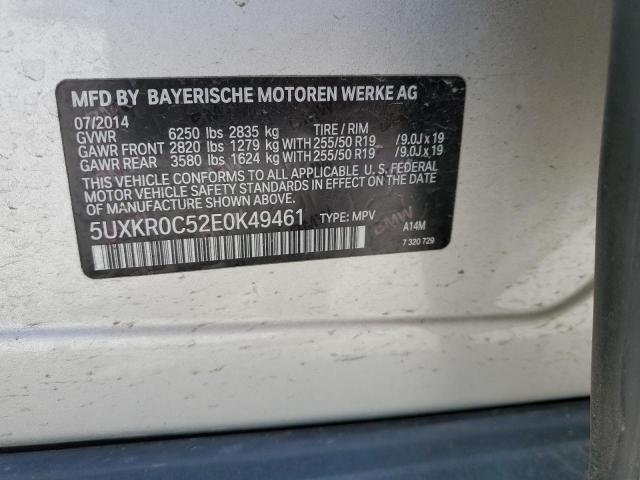 MFD BY BAYERISCHE MOTOREN WERKE AG
07/2014
GVWR 6250 lbs 2835 kg TIRE / RIM
GAWR FRONT 2820 lbs 1279 kg WITH 255/50 R19 / 9.0J x 19
GAWR REAR 3580 lbs 1624 kg WITH 255/50 R19 / 9.0J x 19
THIS VEHICLE CONFORMS TO ALL APPLICABLE U.S. FEDERAL
MOTOR VEHICLE SAFETY STANDARDS IN EFFECT ON THE DATE
OF MANUFACTURE SHOWN ABOVE.
5UXKR0C52E0K49461 TYPE: MPV
BMW
A14M
7 320 729